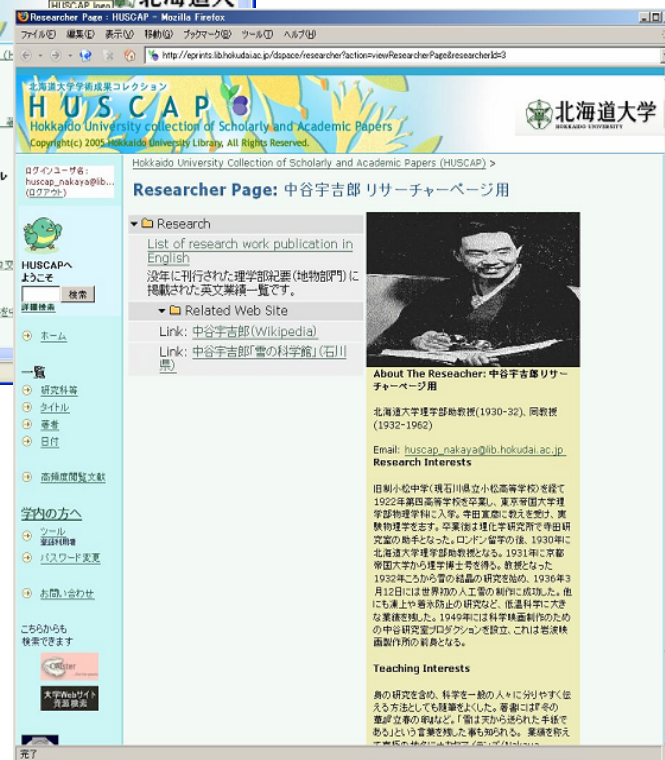 Researcher Page : HUSCAP - Mozilla Firefox
ファイル(F) 編集(E) 表示(V) 移動(G) ブックマーク(B) ツール(T) ヘルプ(H)
http://eprints.lib.hokudai.ac.jp/dspace/researcher?action=viewResearcherPage&researcherId=3
北海道大学学術成果コレクション
HUSCAP
Hokkaido University collection of Scholarly and Academic Papers
Copyright(c) 2005 Hokkaido University Library, All Rights Reserved.
北海道大学
HOKKAIDO UNIVERSITY
ログインユーザ名:
huscap_nakaya@lib...
(ログアウト)
HUSCAPへ
ようこそ
検索
詳細検索
ホーム
一覧
研究科等
タイトル
著者
日付
高頻度閲覧文献
学内の方へ
ツール
登録利用者
パスワード変更
お問い合わせ
こちらからも
検索できます
大学Webサイト
資源検索
Hokkaido University Collection of Scholarly and Academic Papers (HUSCAP) >
Researcher Page: 中谷宇吉郎 リサーチャーページ用
Research
List of research work publication in
English
没年に刊行された理学部紀要(地物部門)に
掲載された英文業績一覧です。
Related Web Site
Link: 中谷宇吉郎(Wikipedia)
Link: 中谷宇吉郎「雪の科学館」(石川
県)
About The Reseacher: 中谷宇吉郎 リサー
チャーページ用
北海道大学理学部助教授(1930-32)、同教授
(1932-1962)
Email: huscap_nakaya@lib.hokudai.ac.jp
Research Interests
旧制小松中学(現石川県立小松高等学校)を経て
1922年第四高等学校を卒業し、東京帝国大学理
学部物理学科に入学。寺田寅彦に教えを受け、実
験物理学を志す。卒業後は理化学研究所で寺田研
究室の助手となった。ロンドン留学の後、1930年に
北海道大学理学部助教授となる。1931年に京都
帝国大学から理学博士号を得る。教授となった
1932年ころから雪の結晶の研究を始め、1936年3
月12日には世界初の人工雪の制作に成功した。他
にも凍上や着氷防止の研究など、低温科学に大き
な業績を残した。1949年には科学映画制作のため
の中谷研究室プロダクションを設立、これは岩波映
画製作所の前身となる。
Teaching Interests
身の研究を含め、科学を一般の人々に分りやすく伝
える方法としても随筆をよくした。著書には『冬の
華』『立春の卵』など。「雪は天から送られた手紙で
ある」という言葉を残した事も知られる。 業績を称え
完了